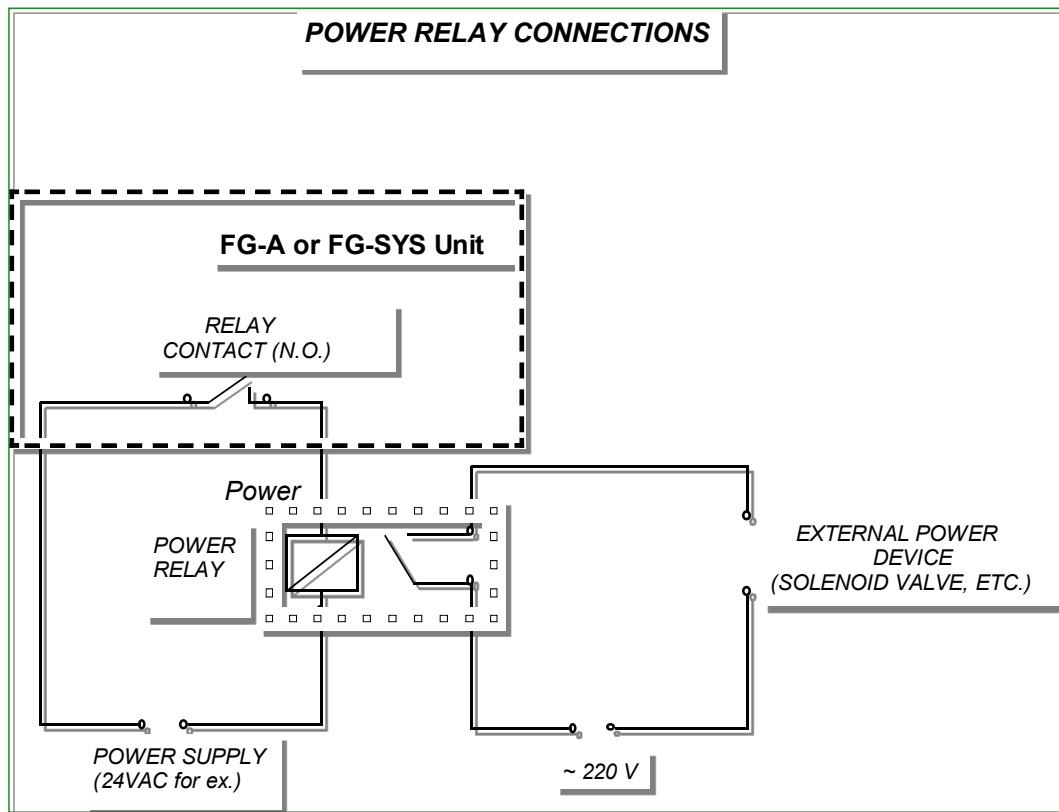 POWER RELAY CONNECTIONS
FG-A or FG-SYS Unit
RELAY
CONTACT (N.O.)
Power
POWER
RELAY
EXTERNAL POWER
DEVICE
(SOLENOID VALVE, ETC.)
POWER SUPPLY
(24VAC for ex.)
~ 220 V